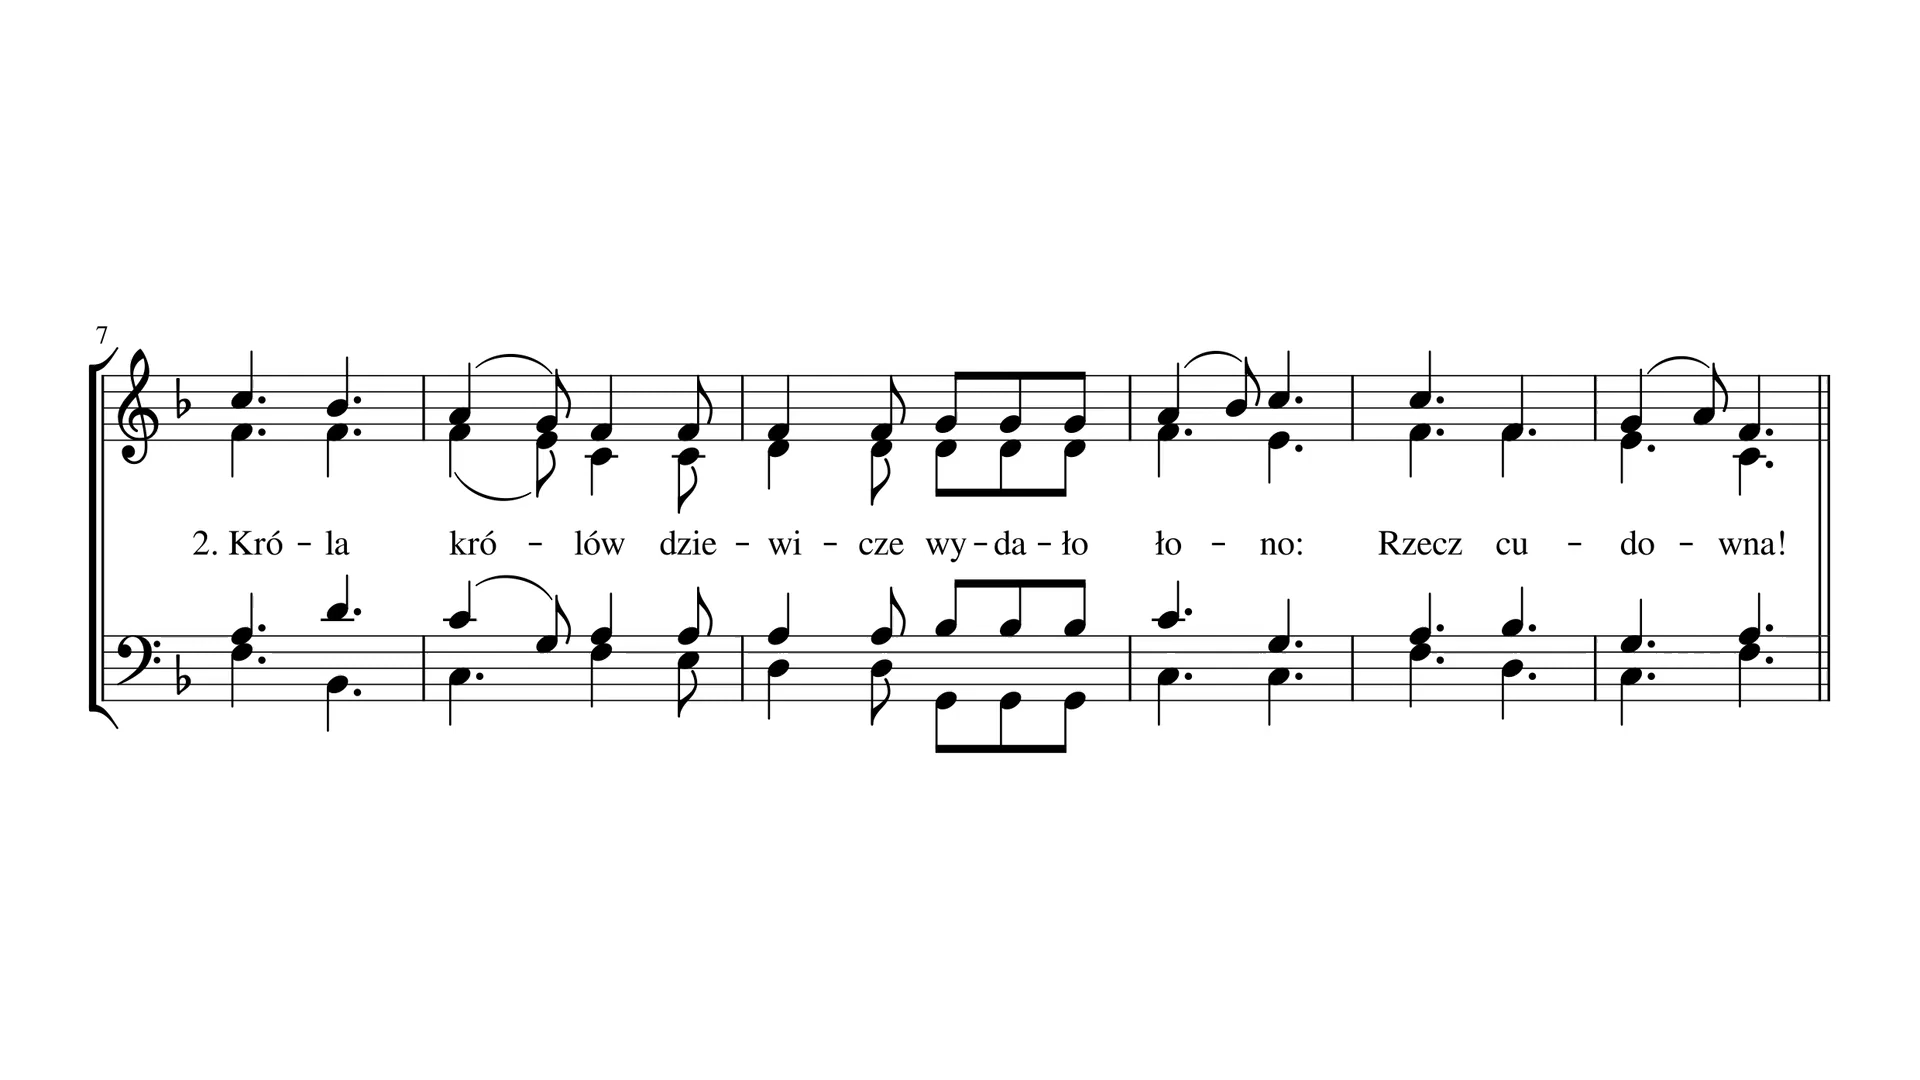 7
2. Kró – la kró – lów dzie – wi – cze wy – da – ło ło – no: Rzecz cu – do – wna!